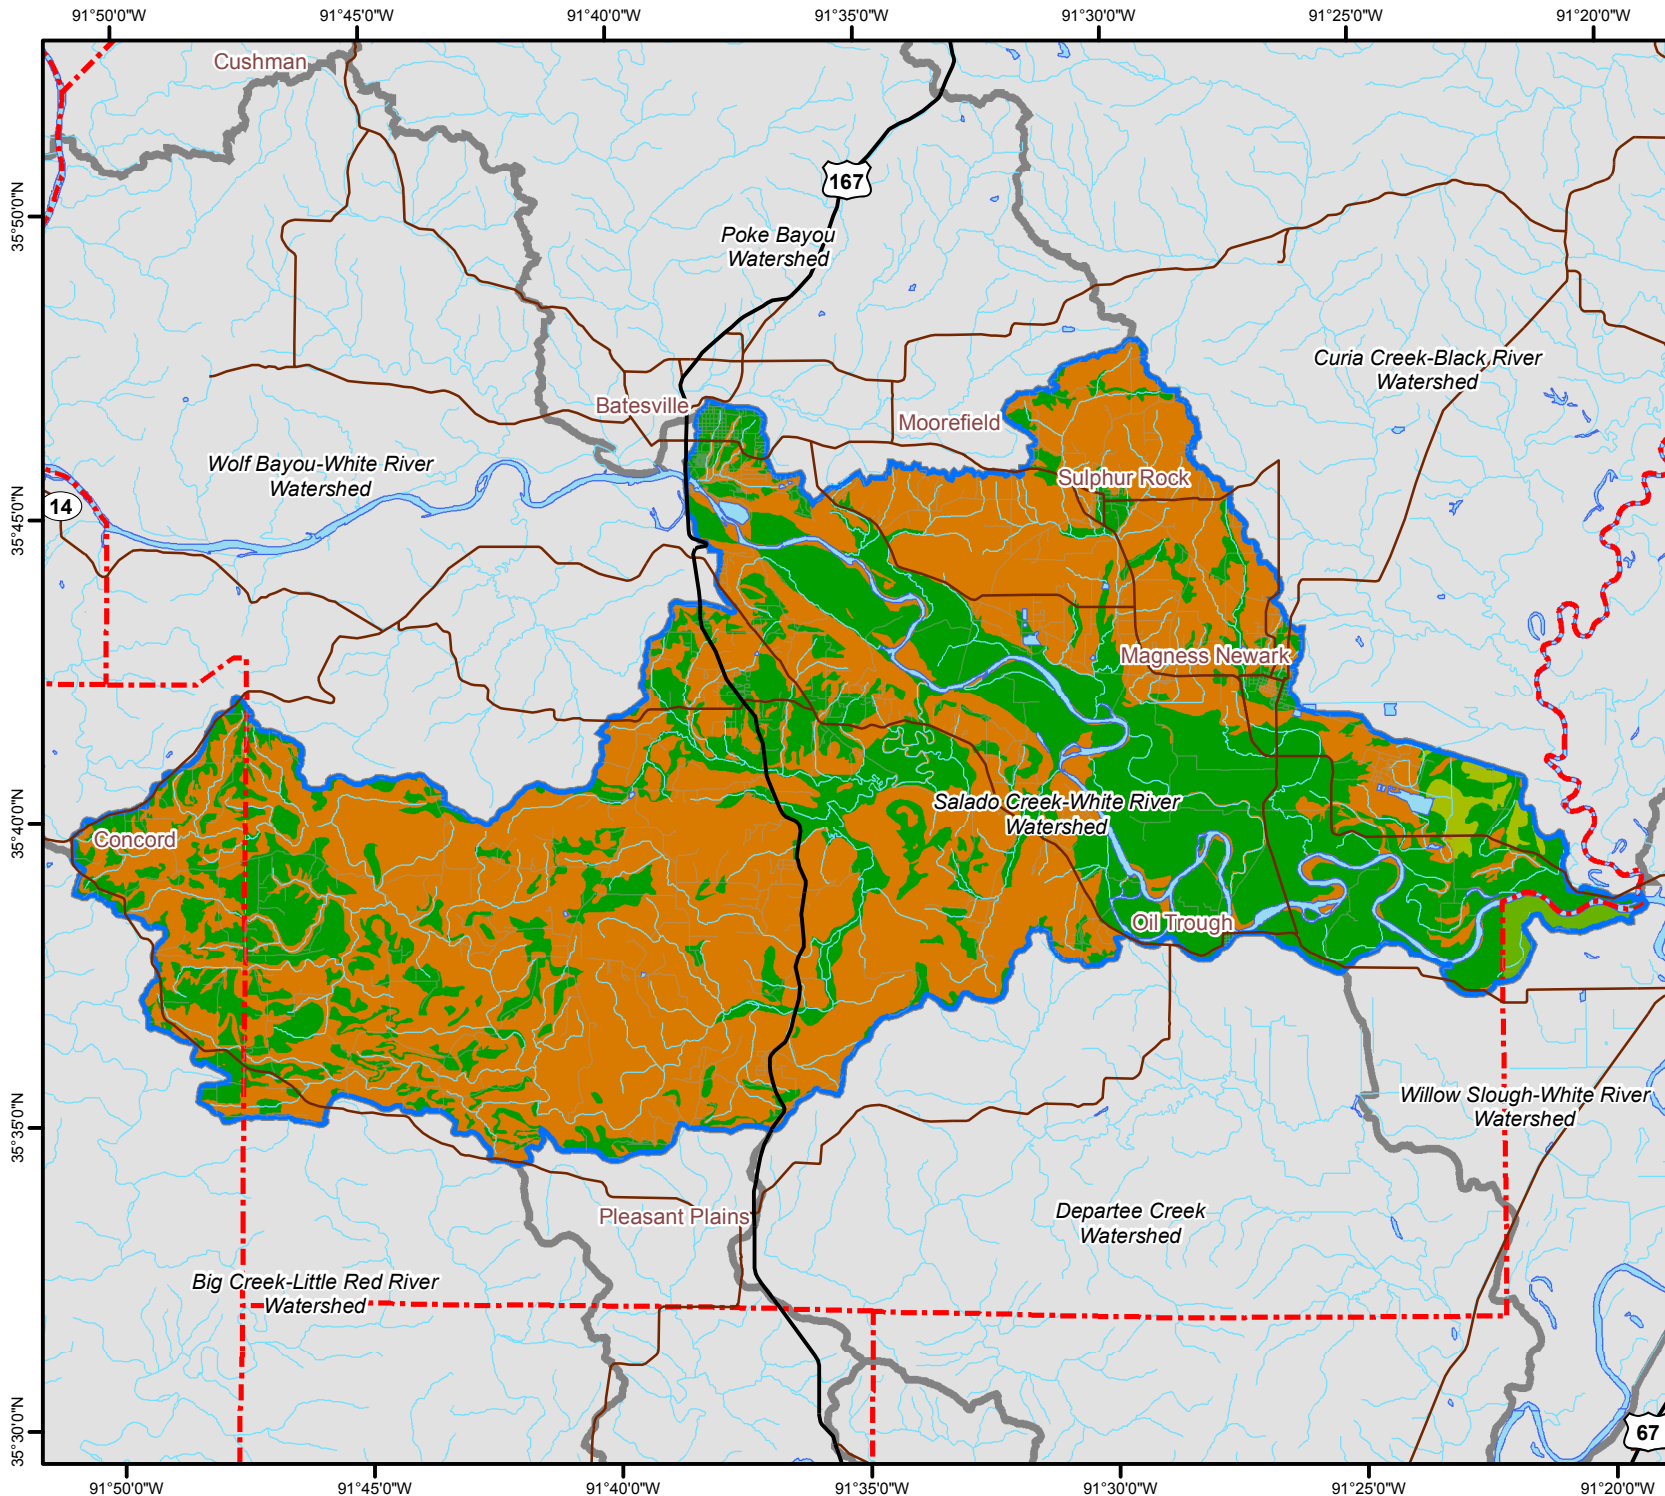 91°50'0"W
91°45'0"W
91°40'0"W
91°35'0"W
91°30'0"W
91°25'0"W
91°20'0"W
Cushman
167
35°50'0"N
Poke Bayou
Watershed
Curia Creek-Black River
Watershed
Batesville
Moorefield
Wolf Bayou-White River
Watershed
Sulphur Rock
14
35°45'0"N
Magness Newark
Salado Creek-White River
Watershed
35°40'0"N
Concord
Oil Trough
35°35'0"N
Willow Slough-White River
Watershed
Pleasant Plains
Departee Creek
Watershed
Big Creek-Little Red River
Watershed
35°30'0"N
67
91°50'0"W
91°45'0"W
91°40'0"W
91°35'0"W
91°30'0"W
91°25'0"W
91°20'0"W